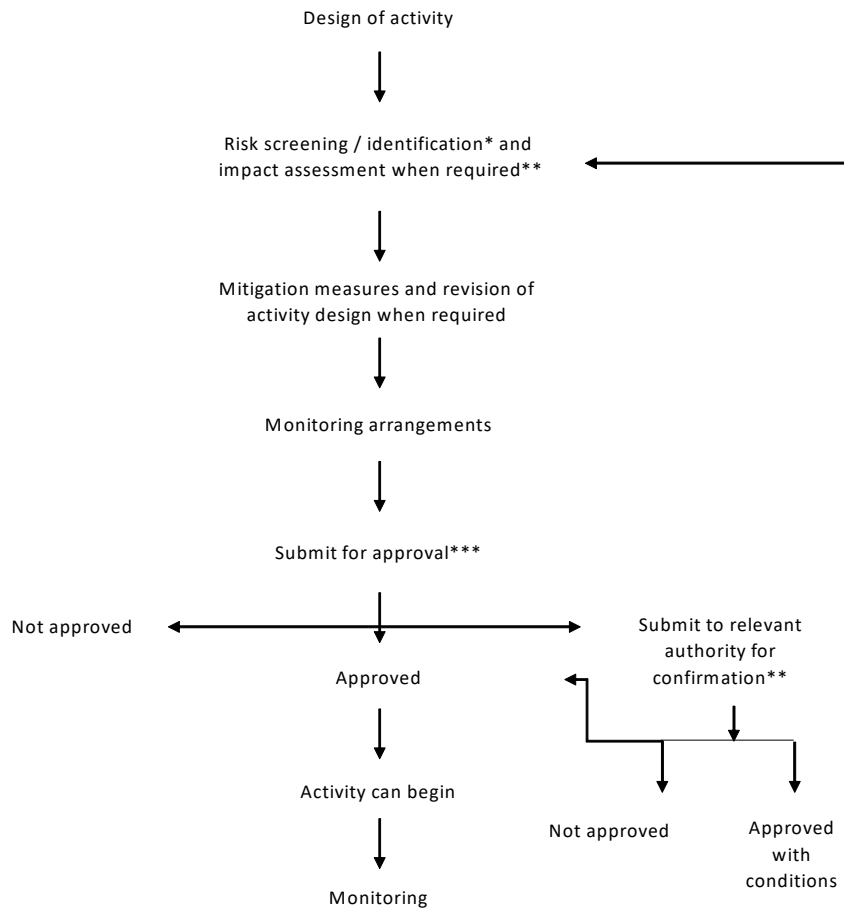 Design of activity
Risk screening / identification* and
impact assessment when required**
Mitigation measures and revision of
activity design when required
Monitoring arrangements
Submit for approval***
Not approved
Submit to relevant
authority for
confirmation**
Approved
Activity can begin
Not approved
Approved
with
conditions
Monitoring